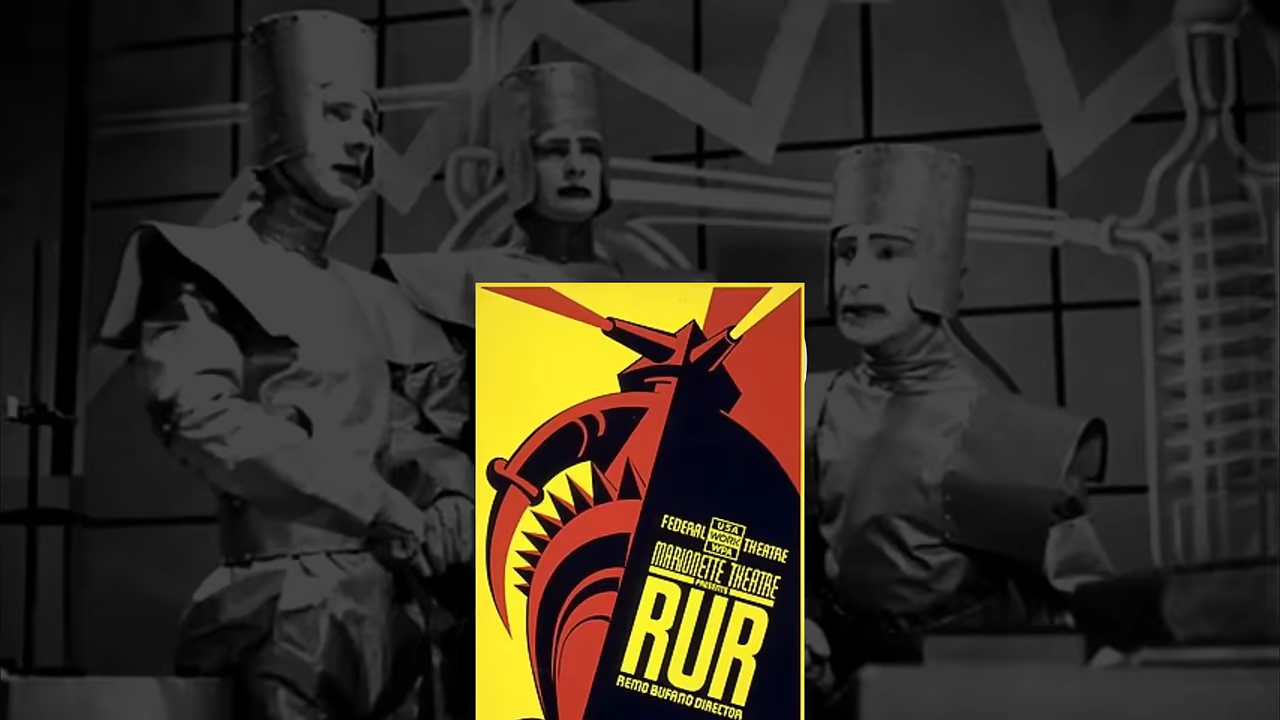 FEDERAL USA WORK WPA THEATRE
MARIONETTE THEATRE
PRESENTS
RUR
REMO BUFANO DIRECTOR